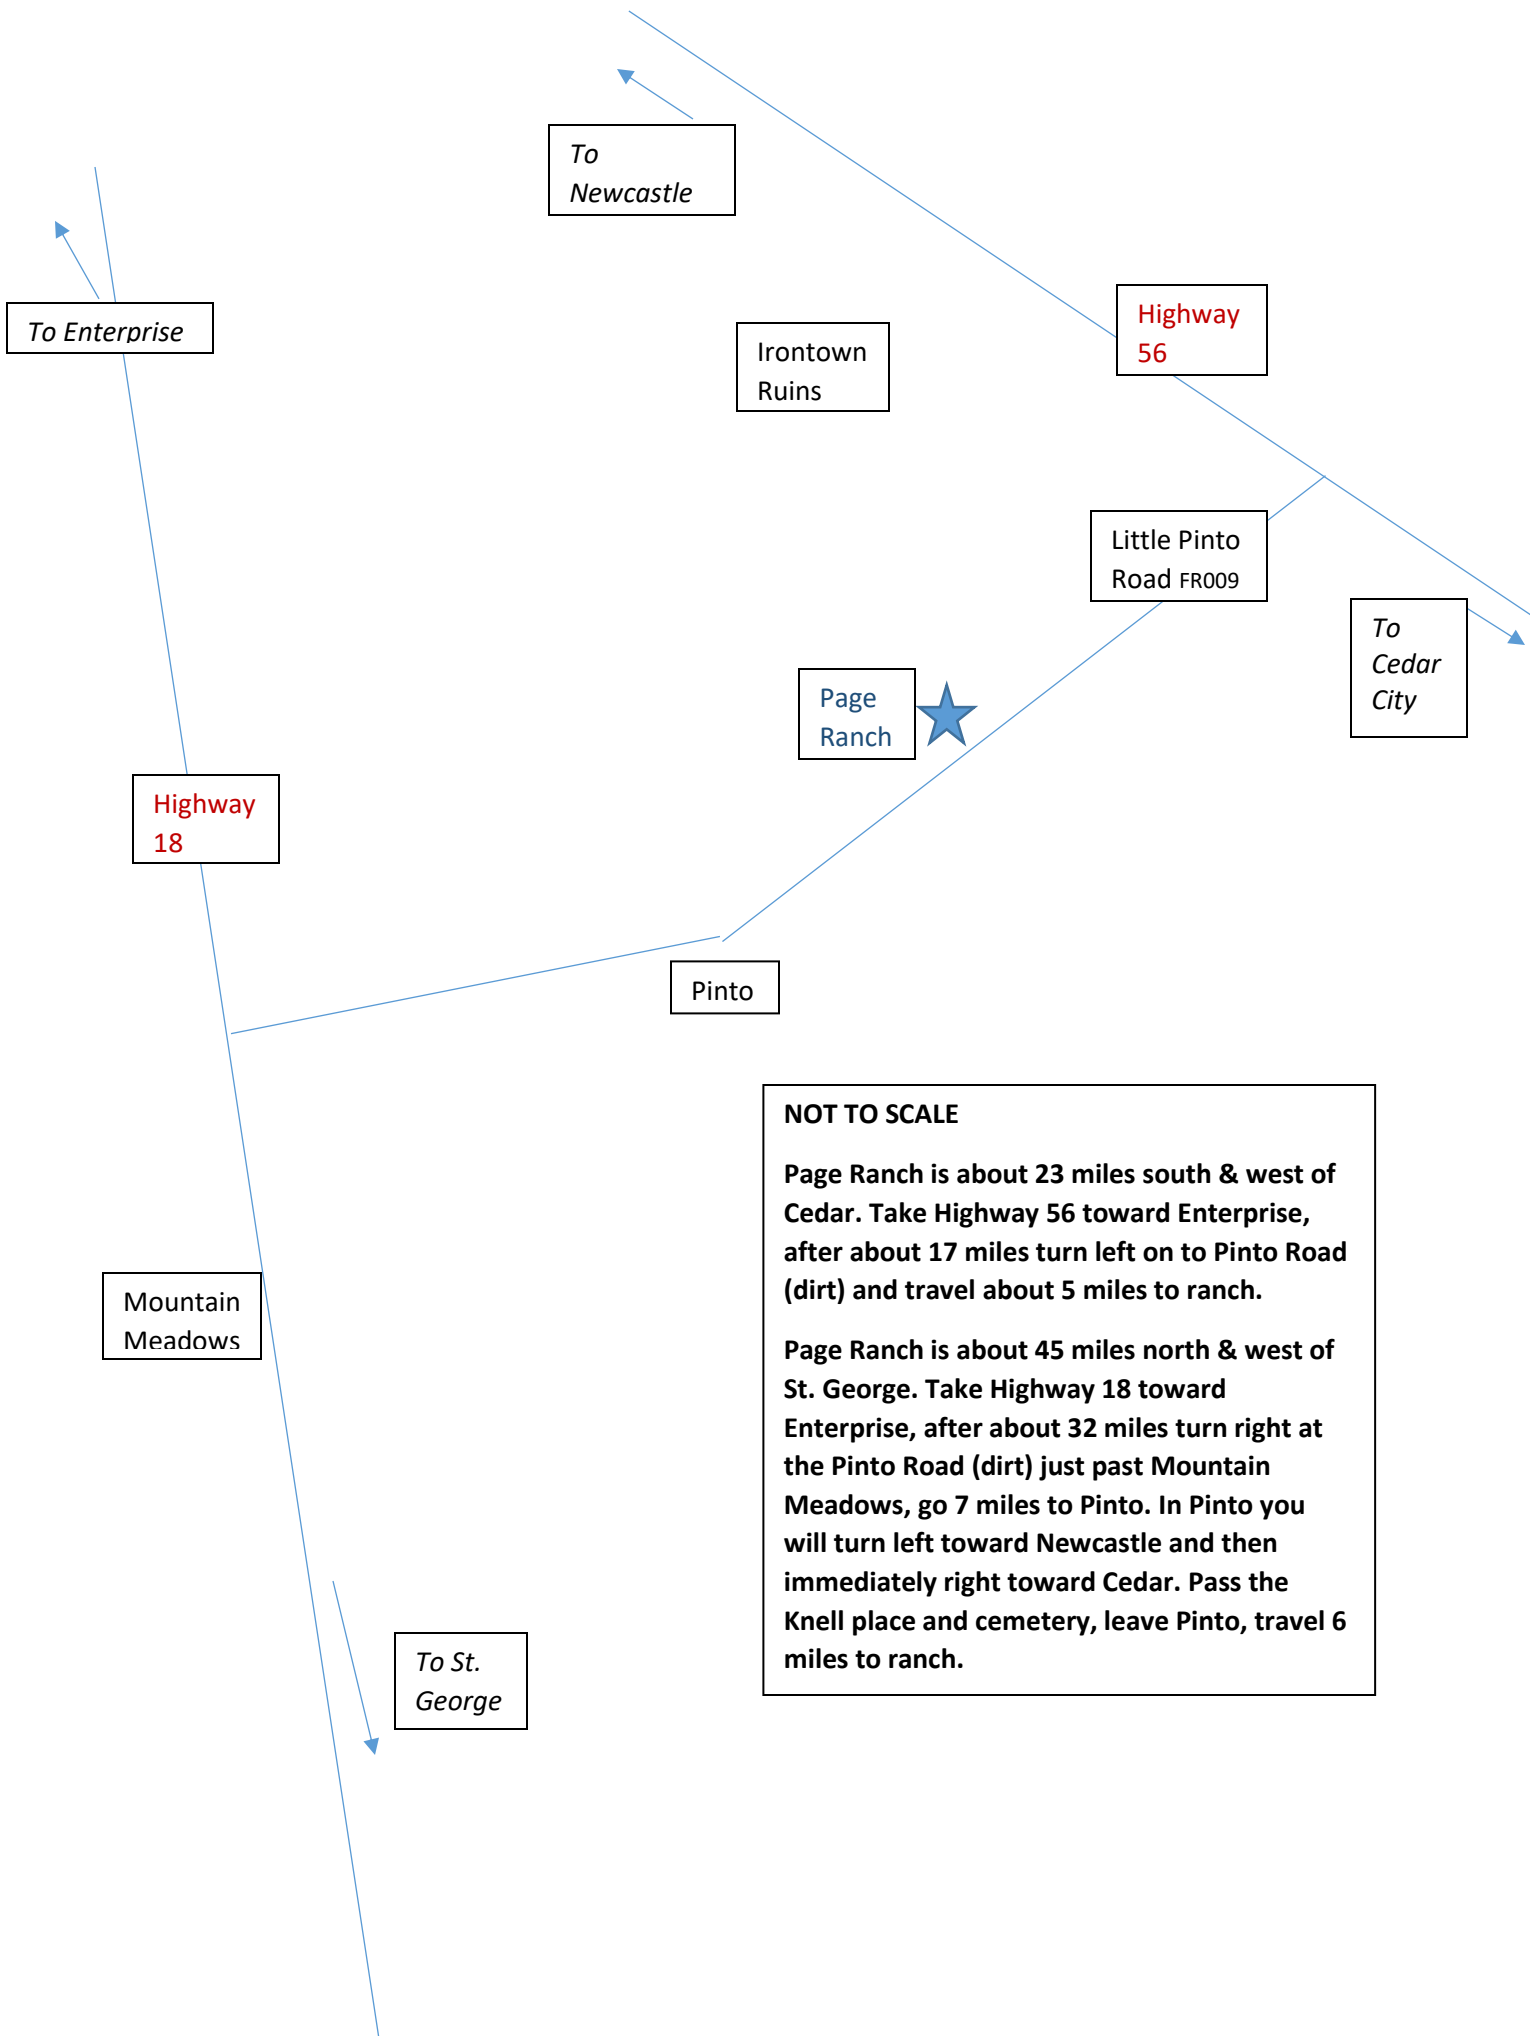 To
Newcastle
To Enterprise
Highway
56
Irontown
Ruins
Little Pinto
Road FR009
To
Cedar
City
Page
Ranch
Highway
18
Pinto
NOT TO SCALE
Page Ranch is about 23 miles south & west of
Cedar. Take Highway 56 toward Enterprise,
after about 17 miles turn left on to Pinto Road
(dirt) and travel about 5 miles to ranch.
Page Ranch is about 45 miles north & west of
St. George. Take Highway 18 toward
Enterprise, after about 32 miles turn right at
the Pinto Road (dirt) just past Mountain
Meadows, go 7 miles to Pinto. In Pinto you
will turn left toward Newcastle and then
immediately right toward Cedar. Pass the
Knell place and cemetery, leave Pinto, travel 6
miles to ranch.
Mountain
Meadows
To St.
George